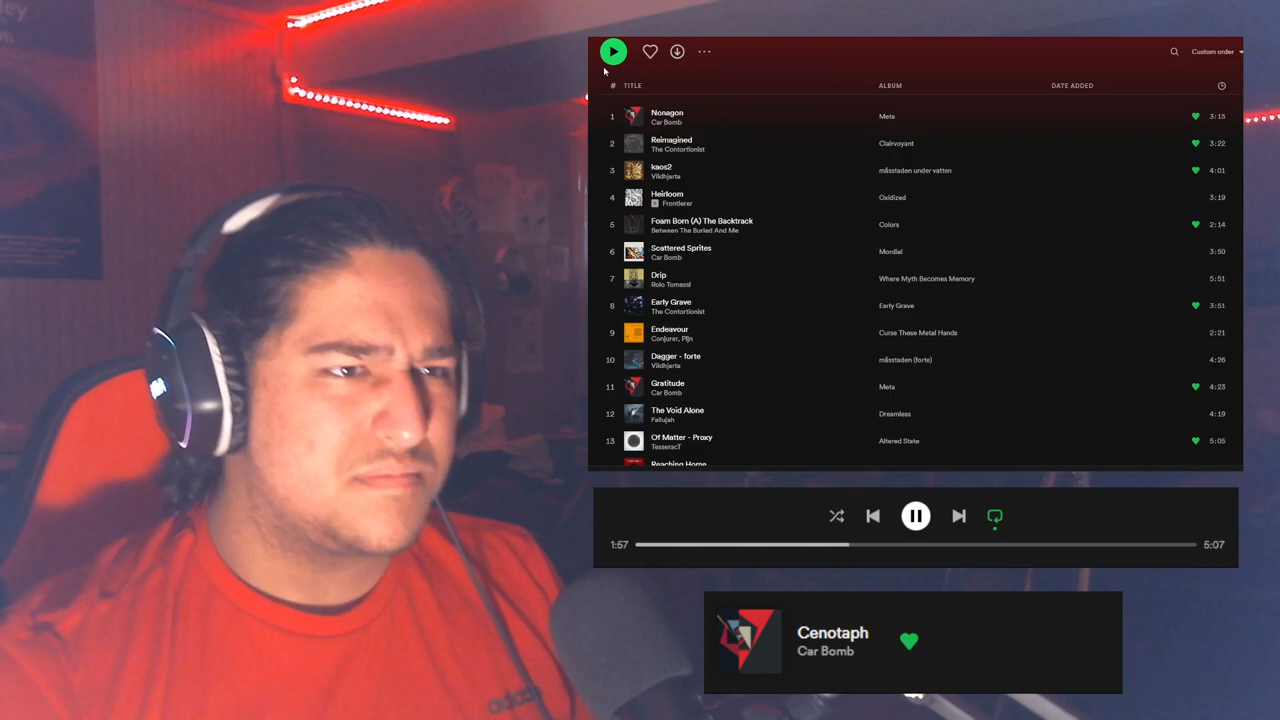 ley
Custom order
# TITLE ALBUM DATE ADDED
1 Nonagon Meta 3:15
Car Bomb
2 Reimagined Clairvoyant 3:22
The Contortionist
3 kaos2 måsstaden under vatten 4:01
Vildhjarta
4 Heirloom Oxidized 3:19
E Frontierer
5 Foam Born (A) The Backtrack Colors 2:14
Between The Buried And Me
6 Scattered Sprites Mordial 3:50
Car Bomb
7 Drip Where Myth Becomes Memory 5:51
Rolo Tomassi
8 Early Grave Early Grave 3:51
The Contortionist
9 Endeavour Curse These Metal Hands 2:21
Conjurer, Pijn
10 Dagger - forte måsstaden (forte) 4:26
Vildhjarta
11 Gratitude Meta 4:23
Car Bomb
12 The Void Alone Dreamless 4:19
Fallujah
13 Of Matter - Proxy Altered State 5:05
TesseracT
Reaching Home
1:57 5:07
Cenotaph
Car Bomb
adidas